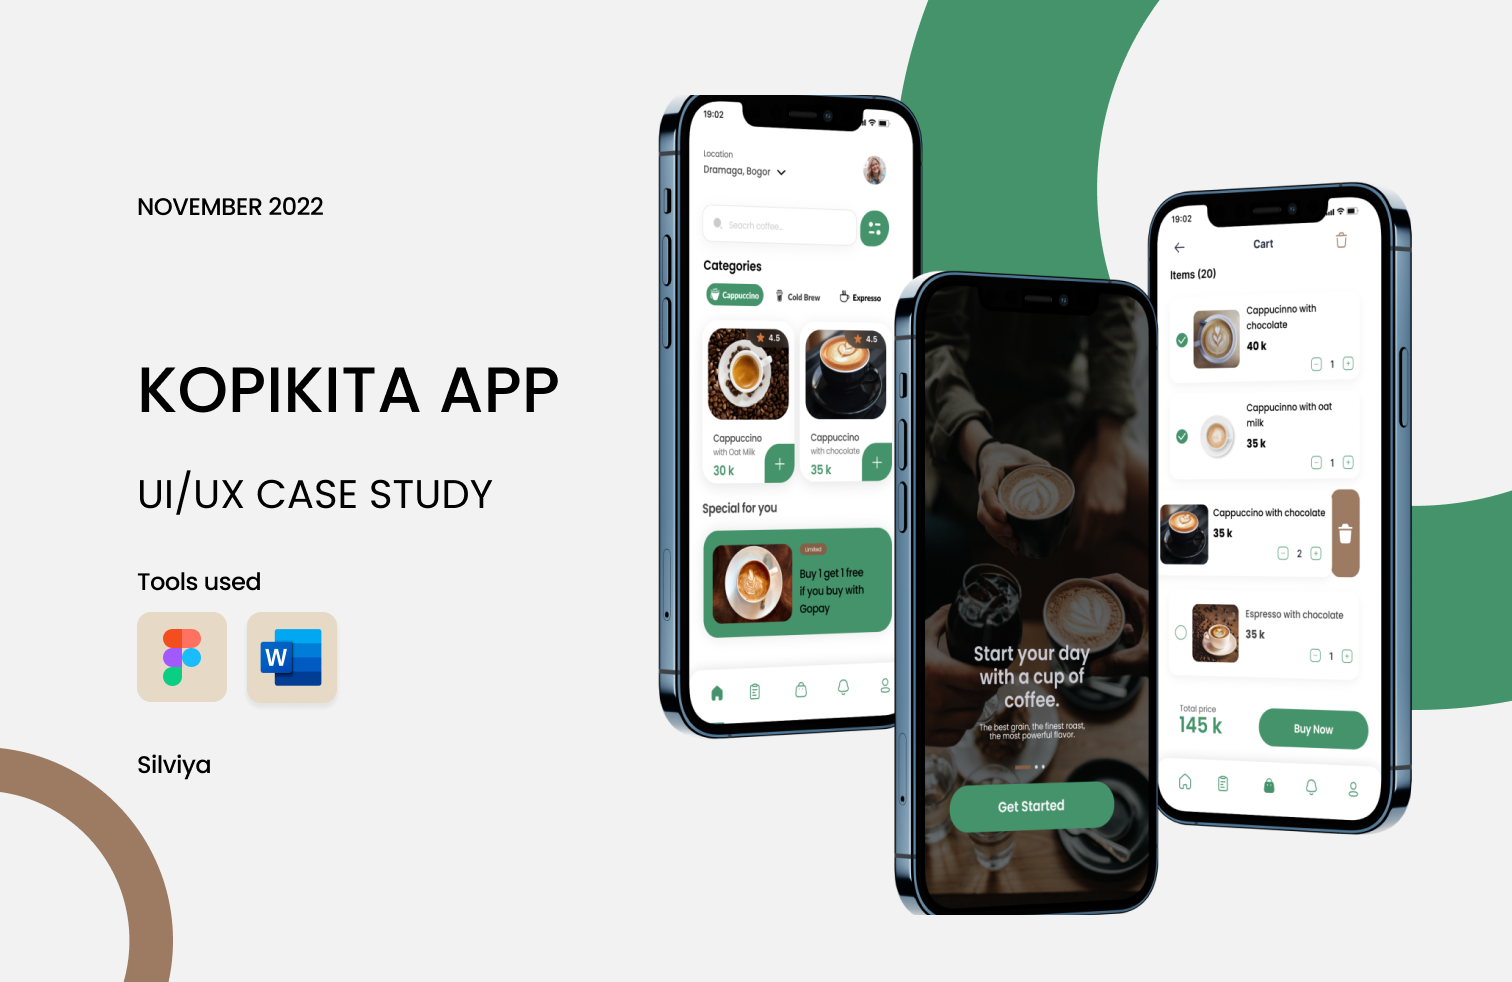 NOVEMBER 2022
KOPIKITA APP
UI/UX CASE STUDY
Tools used
W
Silviya
19:02
Location
Dramaga, Bogor
Seacrh coffee...
Categories
Cappuccino
Cold Brew
Expresso
4.5
4.5
Cappuccino
with Oat Milk
30 k
Cappuccino
with chocolate
35 k
Special for you
Limited
Buy 1 get 1 free
if you buy with
Gopay
Start your day
with a cup of
coffee.
The best grain, the finest roast,
the most powerful flavor.
Get Started
19:02
Cart
Items (20)
Cappucinno with
chocolate
40 k
1
Cappucinno with oat
milk
35 k
1
Cappuccino with chocolate
35 k
2
Espresso with chocolate
35 k
1
Total price
145 k
Buy Now